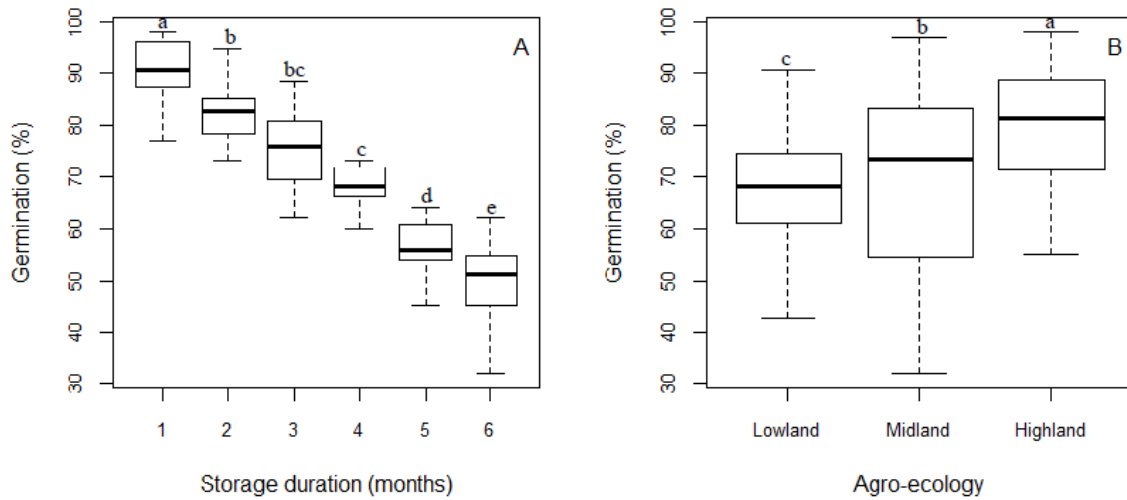 A
Germination (%)
100
90
80
70
60
50
40
30
a
b
bc
c
d
e
1 2 3 4 5 6
Storage duration (months)
B
Germination (%)
100
90
80
70
60
50
40
30
c
b
a
Lowland Midland Highland
Agro-ecology